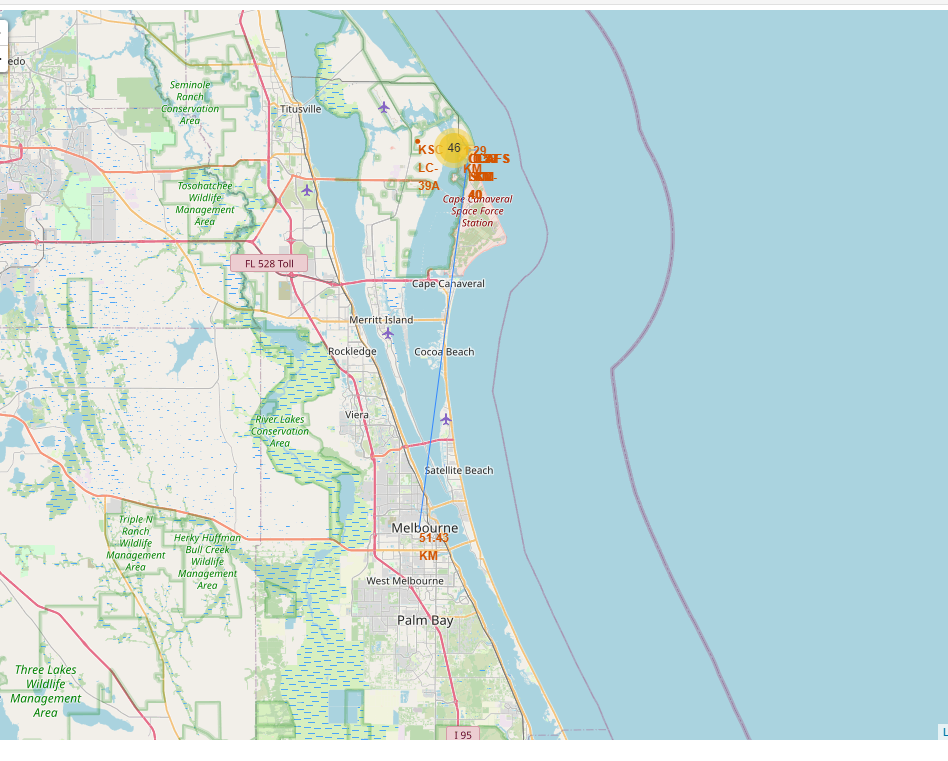 edo
Seminole
Ranch
Conservation
Area
Titusville
46
KSC
LC-
39A
KM
40
Tosohatchee
Wildlife
Management
Area
Cape Canaveral
Space Force
Station
FL 528 Toll
Cape Canaveral
Merritt Island
Rockledge
Cocoa Beach
Viera
River Lakes
Conservation
Area
Satellite Beach
Melbourne
51.43
KM
Triple N
Ranch
Wildlife
Management
Area
Herky Huffman
Bull Creek
Wildlife
Management
Area
West Melbourne
Palm Bay
Three Lakes
Wildlife
Management
Area
I 95
L